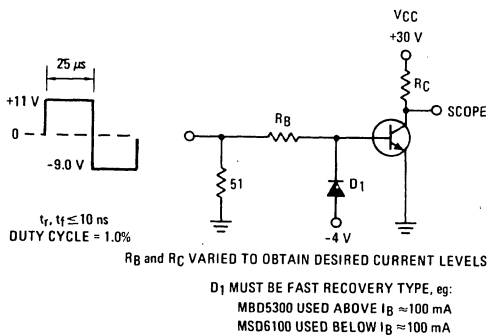 VCC
+30 V
25 µs
RC
+11 V
SCOPE
RB
0
-9.0 V
51
D1
-4 V
tr, tf ≤ 10 ns
DUTY CYCLE = 1.0%
RB and RC VARIED TO OBTAIN DESIRED CURRENT LEVELS
D1 MUST BE FAST RECOVERY TYPE, eg:
MBD5300 USED ABOVE IB ≈ 100 mA
MSD6100 USED BELOW IB ≈ 100 mA